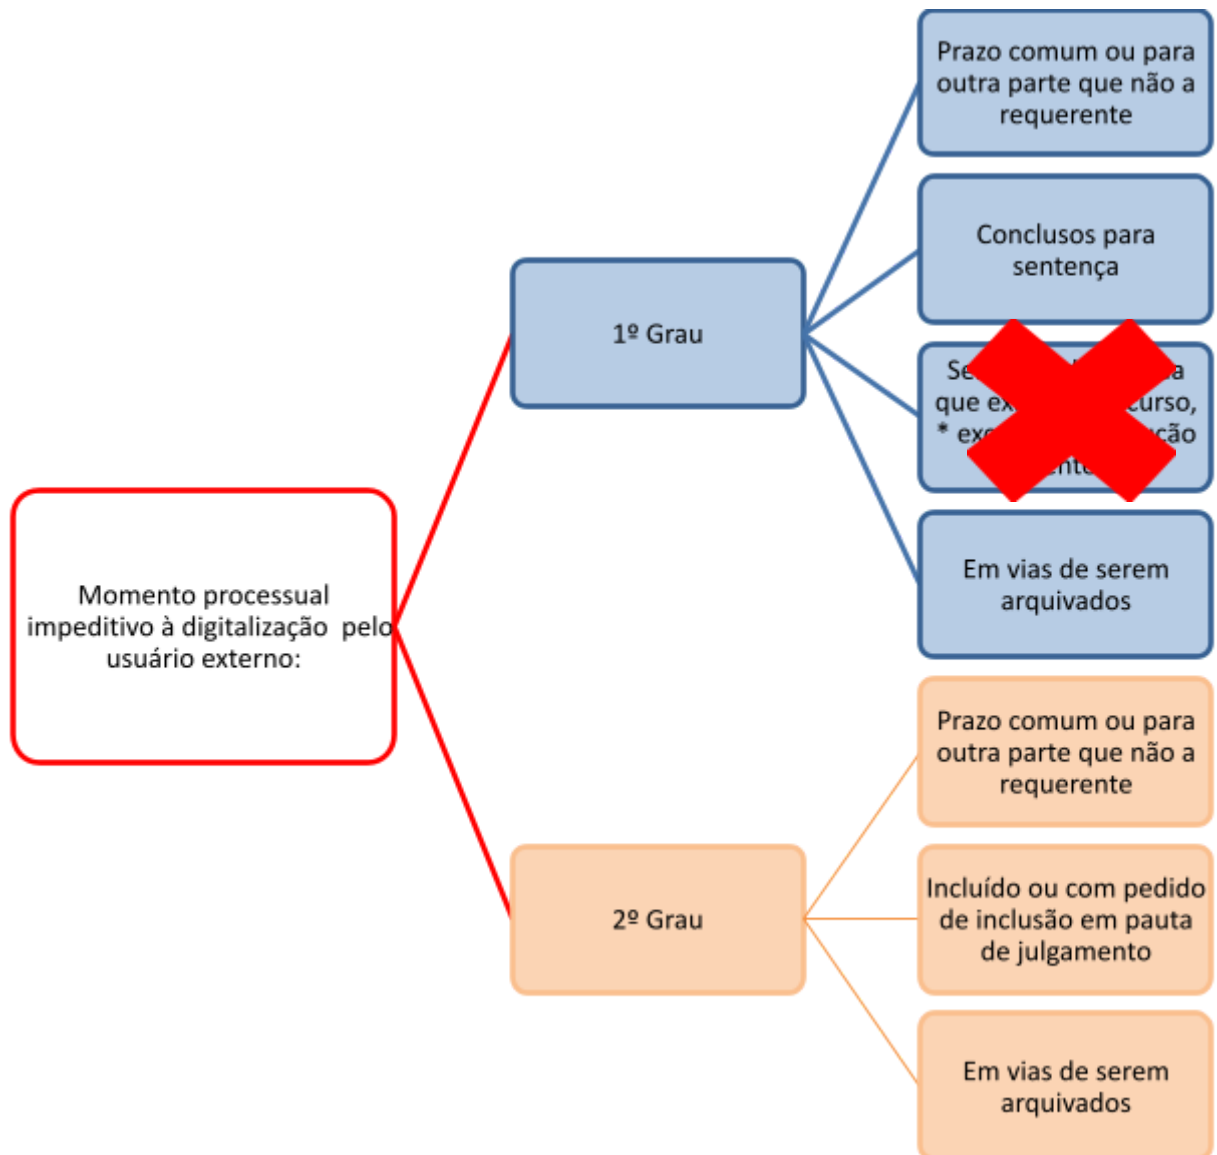 Prazo comum ou para
outra parte que não a
requerente
Conclusos para
sentença
1º Grau
que
curso,
*
Em vias de serem
arquivados
Momento processual
impeditivo à digitalização pelo
usuário externo:
Prazo comum ou para
outra parte que não a
requerente
2º Grau
Incluído ou com pedido
de inclusão em pauta
de julgamento
Em vias de serem
arquivados